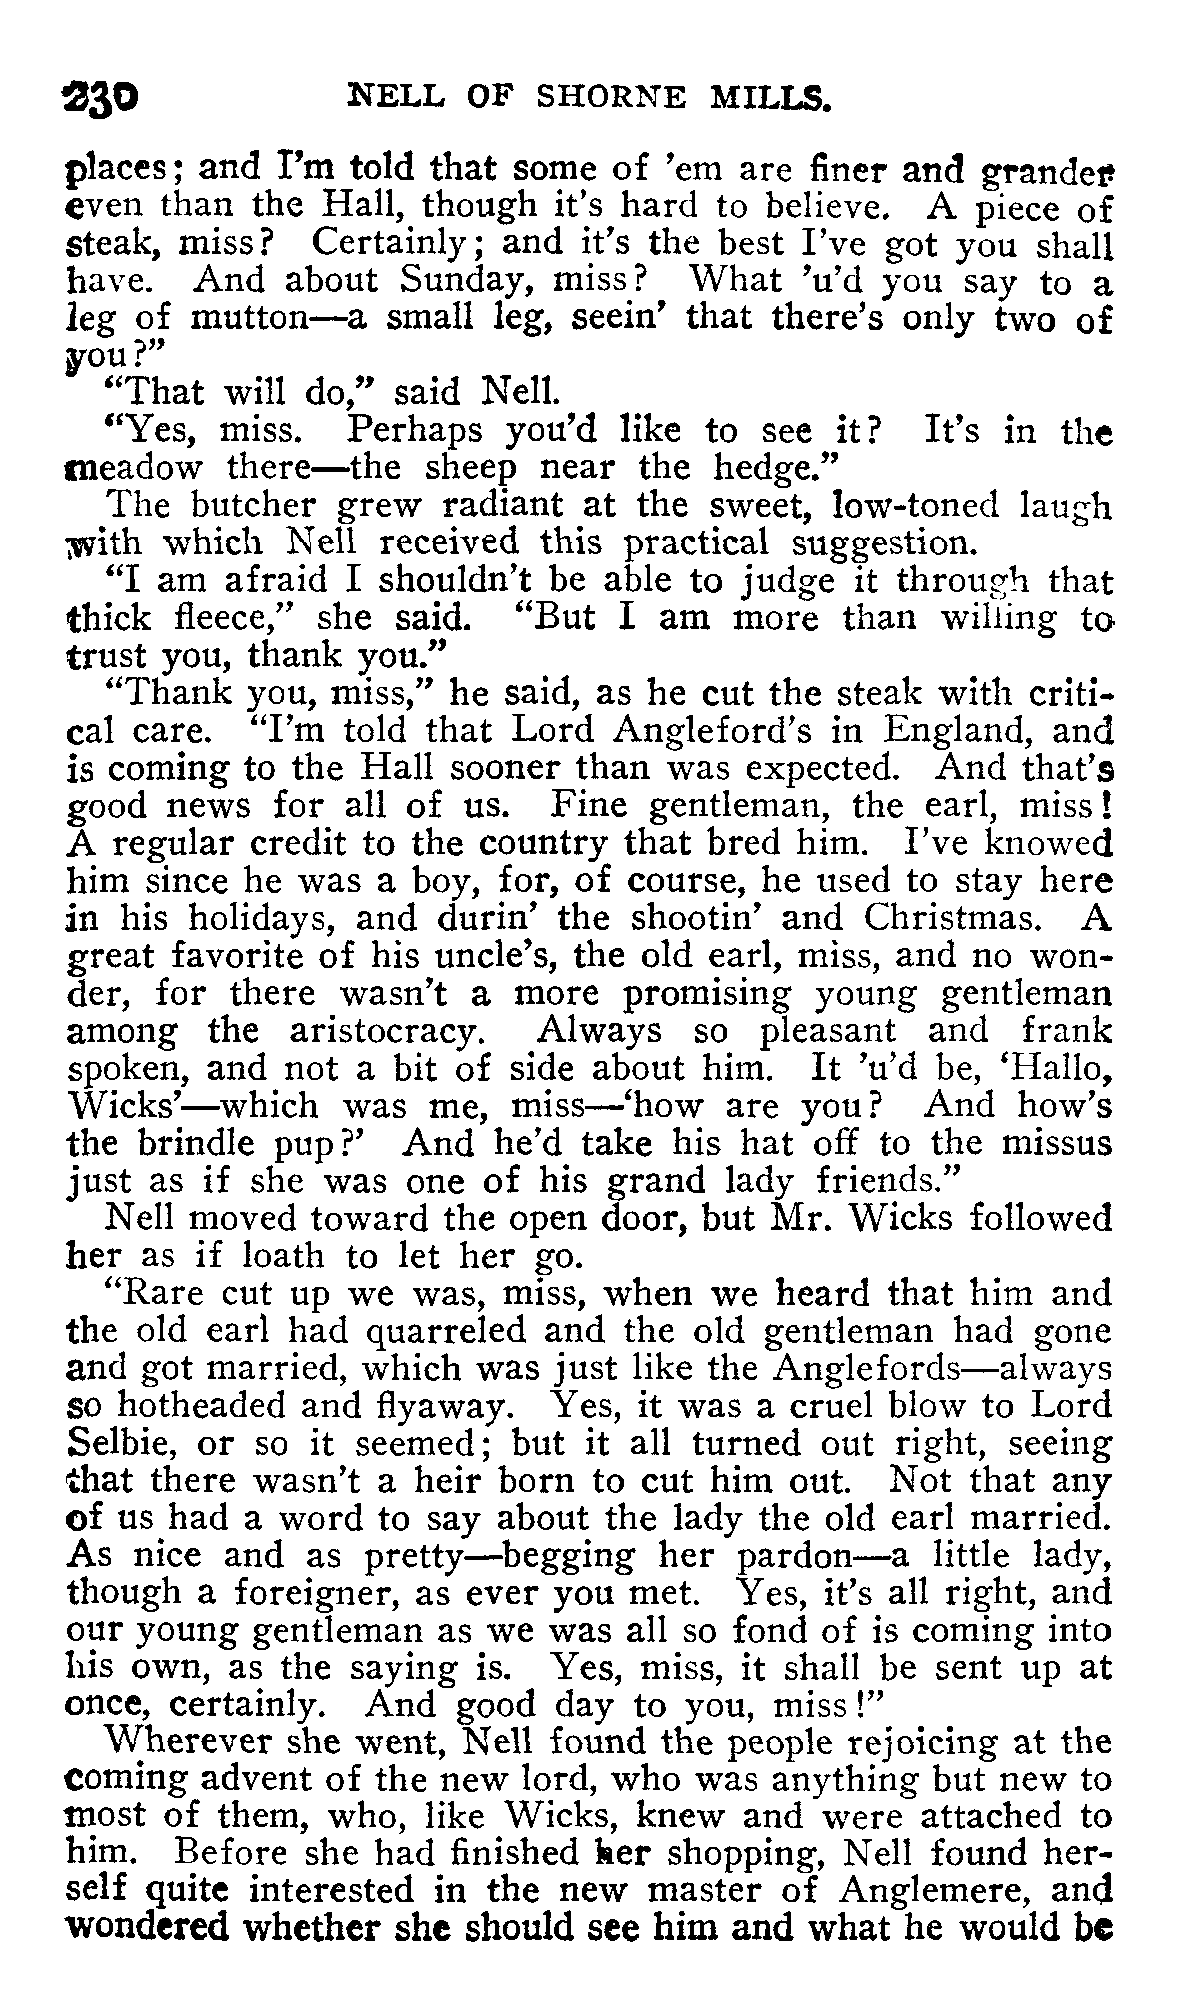 230 NELL OF SHORNE MILLS.
places; and I'm told that some of 'em are finer and grander
even than the Hall, though it's hard to believe. A piece of
steak, miss? Certainly; and it's the best I've got you shall
have. And about Sunday, miss? What 'u'd you say to a
leg of mutton—a small leg, seein' that there's only two of
you?"
"That will do," said Nell.
"Yes, miss. Perhaps you'd like to see it? It's in the
meadow there—the sheep near the hedge."
The butcher grew radiant at the sweet, low-toned laugh
with which Nell received this practical suggestion.
"I am afraid I shouldn't be able to judge it through that
thick fleece," she said. "But I am more than willing to
trust you, thank you."
"Thank you, miss," he said, as he cut the steak with criti-
cal care. "I'm told that Lord Angleford's in England, and
is coming to the Hall sooner than was expected. And that's
good news for all of us. Fine gentleman, the earl, miss!
A regular credit to the country that bred him. I've knowed
him since he was a boy, for, of course, he used to stay here
in his holidays, and durin' the shootin' and Christmas. A
great favorite of his uncle's, the old earl, miss, and no won-
der, for there wasn't a more promising young gentleman
among the aristocracy. Always so pleasant and frank
spoken, and not a bit of side about him. It 'u'd be, 'Hallo,
Wicks'—which was me, miss—'how are you? And how's
the brindle pup?' And he'd take his hat off to the missus
just as if she was one of his grand lady friends."
Nell moved toward the open door, but Mr. Wicks followed
her as if loath to let her go.
"Rare cut up we was, miss, when we heard that him and
the old earl had quarreled and the old gentleman had gone
and got married, which was just like the Anglefords—always
so hotheaded and flyaway. Yes, it was a cruel blow to Lord
Selbie, or so it seemed; but it all turned out right, seeing
that there wasn't a heir born to cut him out. Not that any
of us had a word to say about the lady the old earl married.
As nice and as pretty—begging her pardon—a little lady,
though a foreigner, as ever you met. Yes, it's all right, and
our young gentleman as we was all so fond of is coming into
his own, as the saying is. Yes, miss, it shall be sent up at
once, certainly. And good day to you, miss!"
Wherever she went, Nell found the people rejoicing at the
coming advent of the new lord, who was anything but new to
most of them, who, like Wicks, knew and were attached to
him. Before she had finished her shopping, Nell found her-
self quite interested in the new master of Anglemere, and
wondered whether she should see him and what he would be